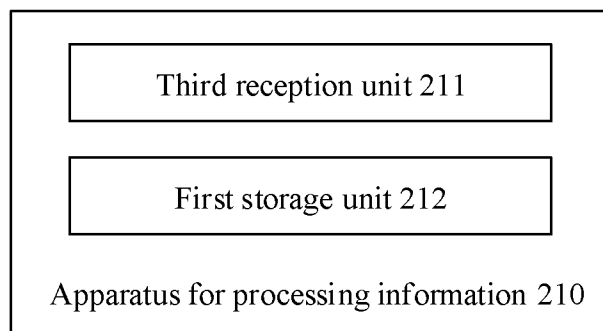 Third reception unit 211
First storage unit 212
Apparatus for processing information 210